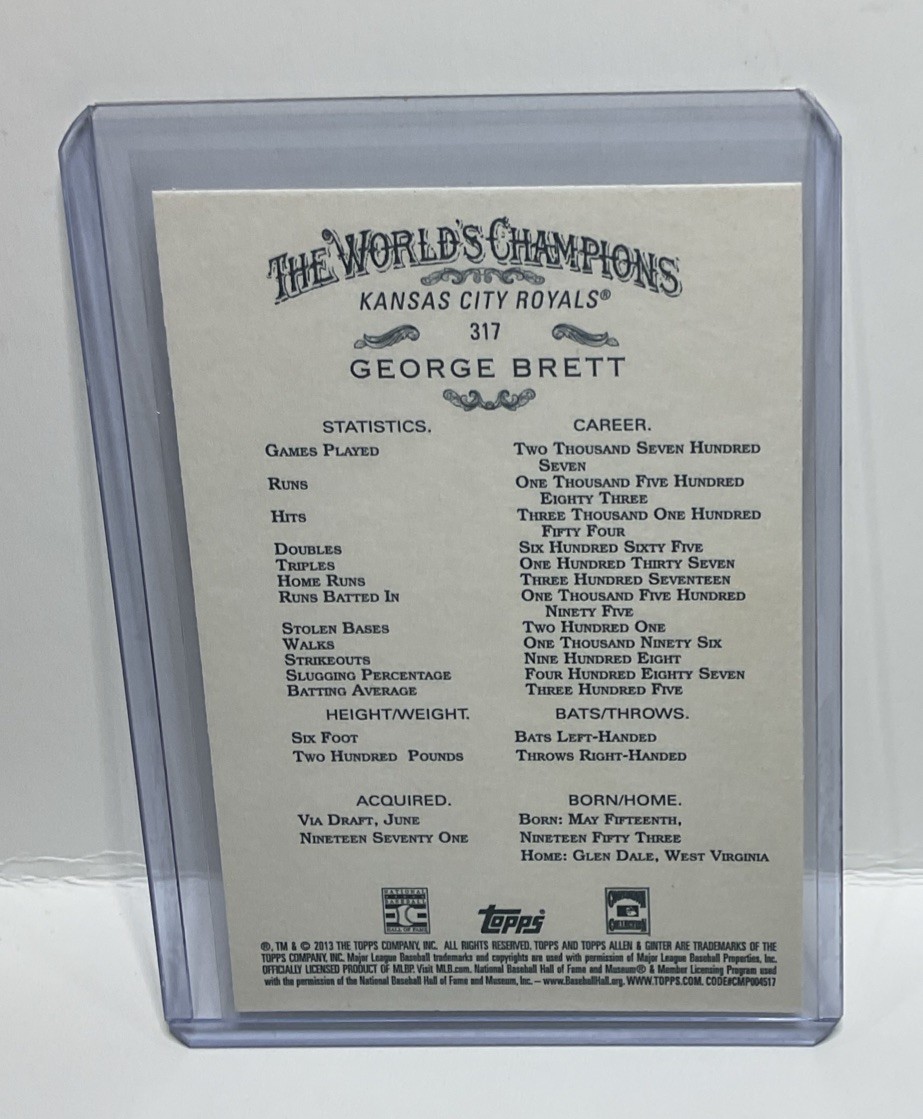 THE WORLD'S CHAMPIONS
KANSAS CITY ROYALS®
317
GEORGE BRETT
STATISTICS. CAREER.
GAMES PLAYED TWO THOUSAND SEVEN HUNDRED
SEVEN
RUNS ONE THOUSAND FIVE HUNDRED
EIGHTY THREE
HITS THREE THOUSAND ONE HUNDRED
FIFTY FOUR
DOUBLES SIX HUNDRED SIXTY FIVE
TRIPLES ONE HUNDRED THIRTY SEVEN
HOME RUNS THREE HUNDRED SEVENTEEN
RUNS BATTED IN ONE THOUSAND FIVE HUNDRED
NINETY FIVE
STOLEN BASES TWO HUNDRED ONE
WALKS ONE THOUSAND NINETY SIX
STRIKEOUTS NINE HUNDRED EIGHT
SLUGGING PERCENTAGE FOUR HUNDRED EIGHTY SEVEN
BATTING AVERAGE THREE HUNDRED FIVE
HEIGHT/WEIGHT. BATS/THROWS.
SIX FOOT BATS LEFT-HANDED
TWO HUNDRED POUNDS THROWS RIGHT-HANDED
ACQUIRED. BORN/HOME.
VIA DRAFT, JUNE BORN: MAY FIFTEENTH,
NINETEEN SEVENTY ONE NINETEEN FIFTY THREE
HOME: GLEN DALE, WEST VIRGINIA
NATIONAL
BASEBALL
HALL OF FAME
Topps
COLLECTION
®, TM & © 2013 THE TOPPS COMPANY, INC. ALL RIGHTS RESERVED. TOPPS AND TOPPS ALLEN & GINTER ARE TRADEMARKS OF THE
TOPPS COMPANY, INC. Major League Baseball trademarks and copyrights are used with permission of Major League Baseball Properties, Inc.
OFFICIALLY LICENSED PRODUCT OF MLBP. Visit MLB.com. National Baseball Hall of Fame and Museum® & Member Licensing Program used
with the permission of the National Baseball Hall of Fame and Museum, Inc. – www.BaseballHall.org. WWW.TOPPS.COM. CODE#CMP004517